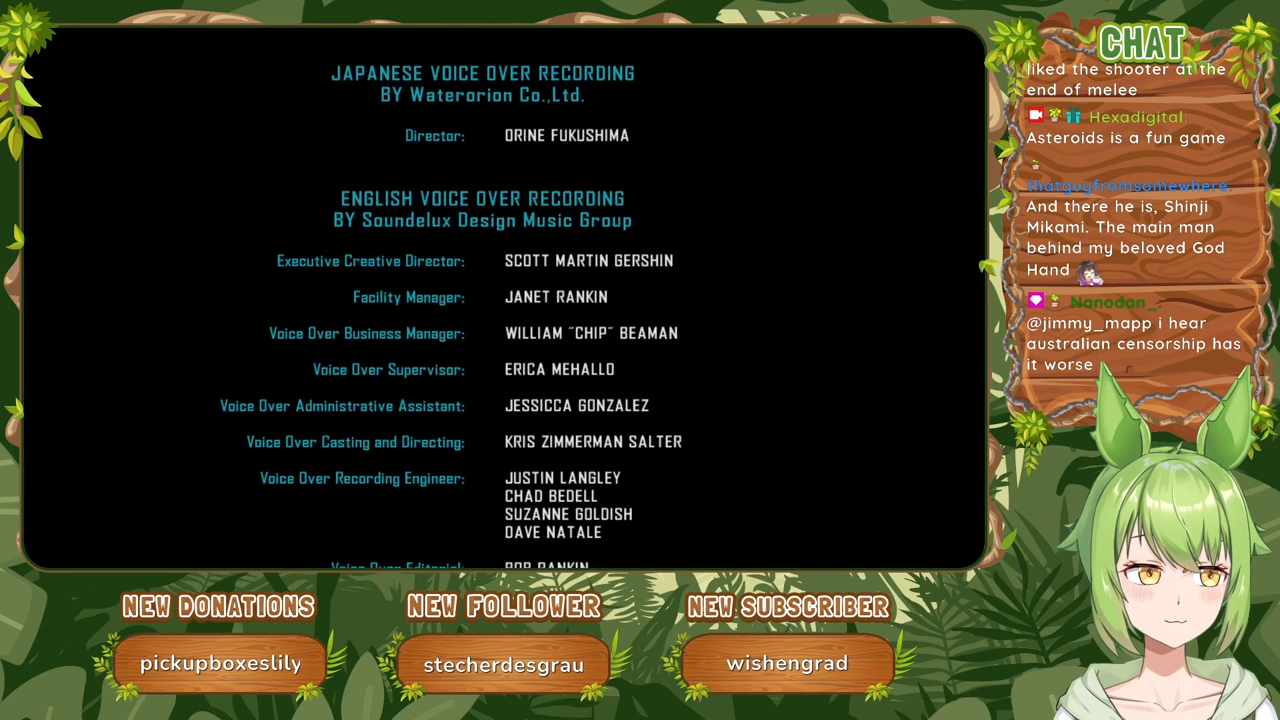 JAPANESE VOICE OVER RECORDING
BY Waterorion Co.,Ltd.
Director: ORINE FUKUSHIMA
ENGLISH VOICE OVER RECORDING
BY Soundelux Design Music Group
Executive Creative Director: SCOTT MARTIN GERSHIN
Facility Manager: JANET RANKIN
Voice Over Business Manager: WILLIAM "CHIP" BEAMAN
Voice Over Supervisor: ERICA MEHALLO
Voice Over Administrative Assistant: JESSICCA GONZALEZ
Voice Over Casting and Directing: KRIS ZIMMERMAN SALTER
Voice Over Recording Engineer: JUSTIN LANGLEY
CHAD BEDELL
SUZANNE GOLDISH
DAVE NATALE
Voice Over Editorial: BOB RANKIN
CHAT
liked the shooter at the
end of melee
Hexadigital:
Asteroids is a fun game
thatguyfromsomewhere:
And there he is, Shinji
Mikami. The main man
behind my beloved God
Hand
Nanodan_:
@jimmy_mapp i hear
australian censorship has
it worse
NEW DONATIONS
pickupboxeslily
NEW FOLLOWER
stecherdesgrau
NEW SUBSCRIBER
wishengrad